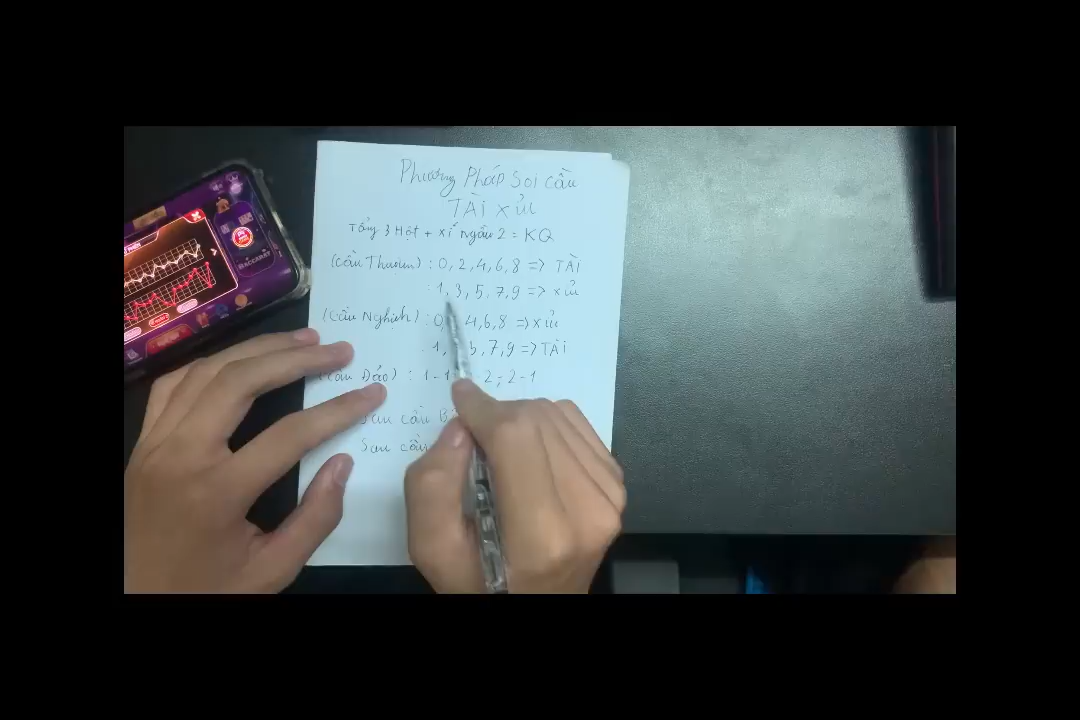 Phương Pháp Soi cầu
TÀI XỈU
Tổng 3 Hột + xí ngầu 2 = KQ
(Cầu Thuận) : 0, 2, 4, 6, 8 => TÀI
: 1, 3, 5, 7, 9 => xỉu
(Cầu Nghịch) : 0, 4, 6, 8 => xỉu
1, 5, 7, 9 => TÀI
(Cầu Đảo) : 1 - 1 2 - 2 - 1
Sau cầu
Sau cầu
BACCARAT